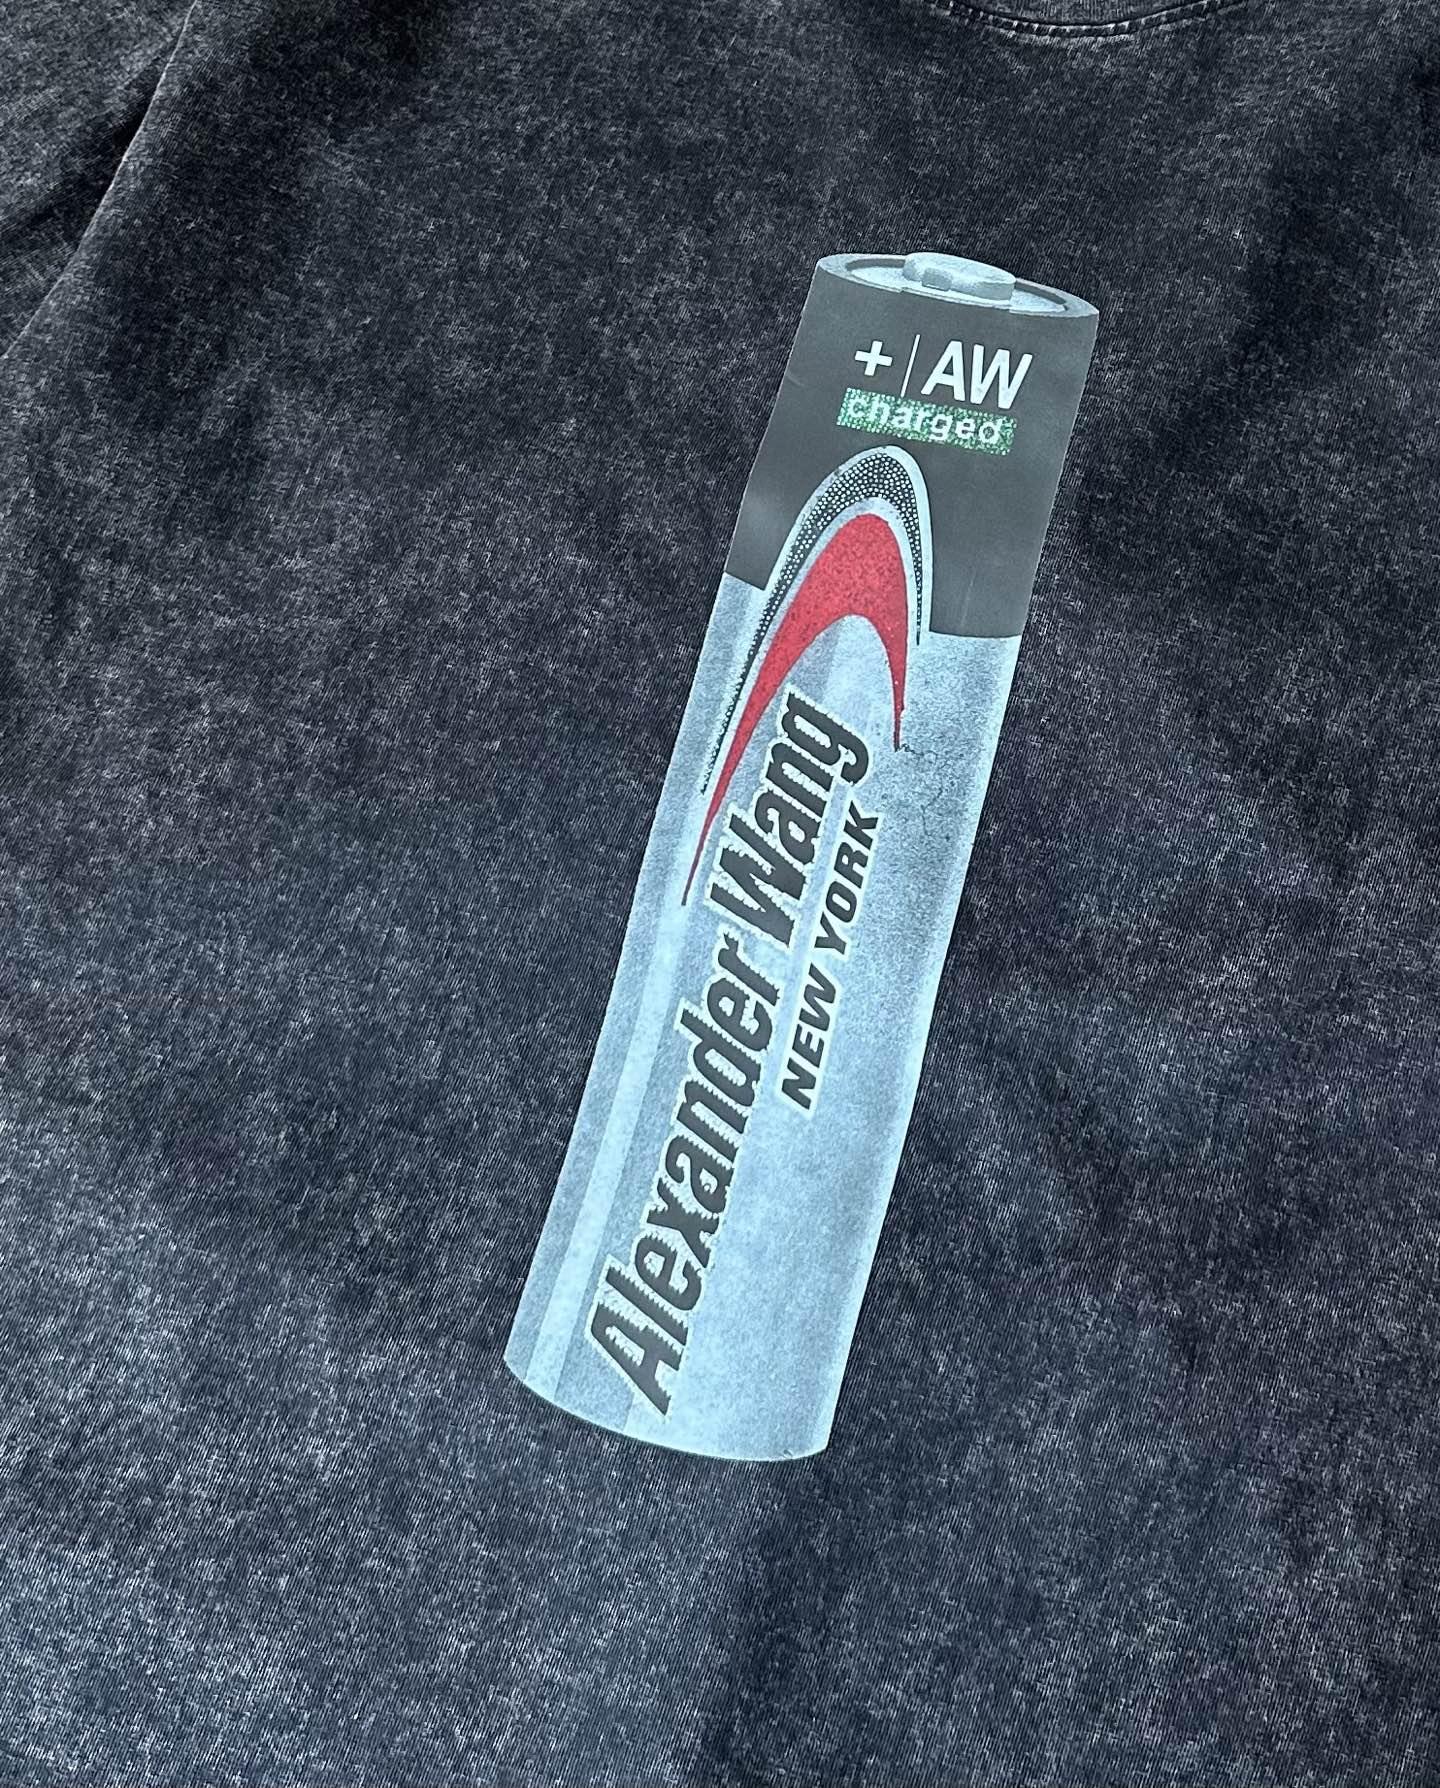 + | AW
charged
Alexander Wang
NEW YORK